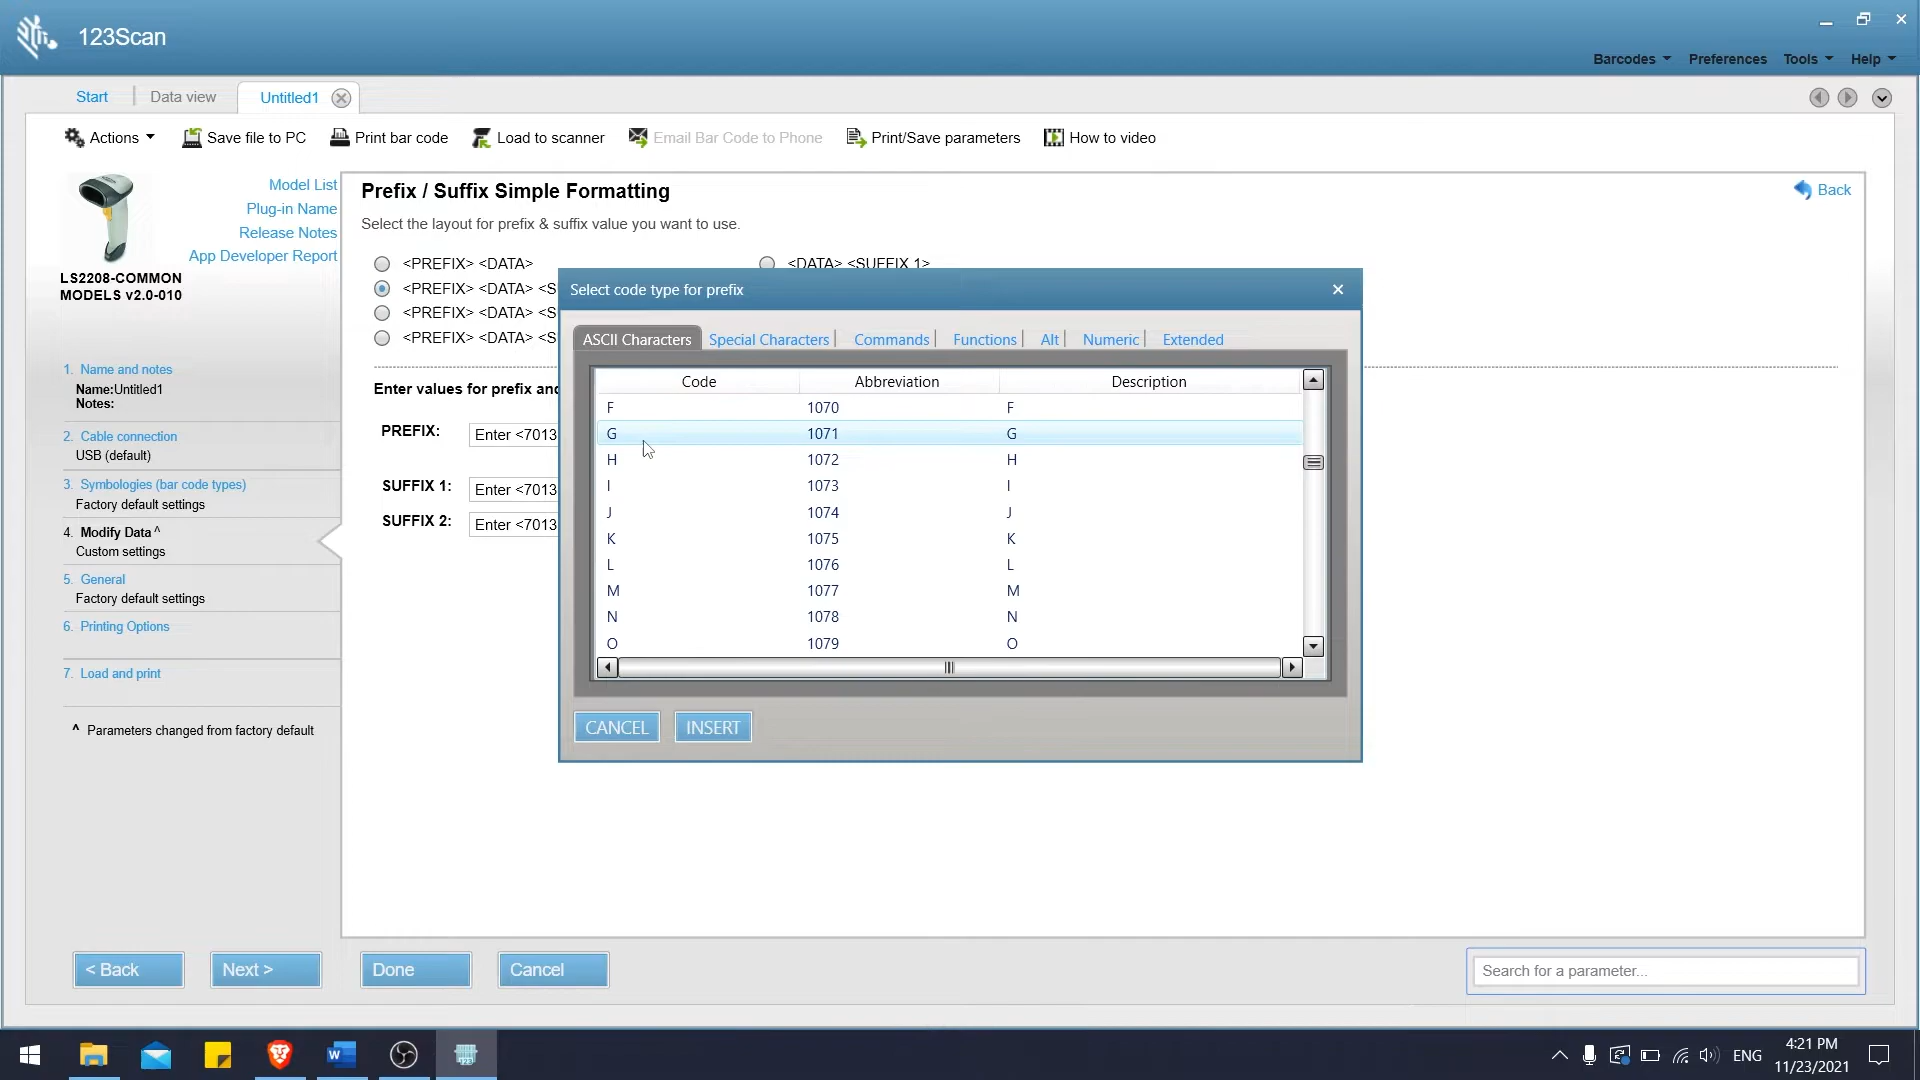 123Scan
Barcodes Preferences Tools Help
Start Data view Untitled1
Actions Save file to PC Print bar code Load to scanner Email Bar Code to Phone Print/Save parameters How to video
Model List
Plug-in Name
Release Notes
App Developer Report
LS2208-COMMON
MODELS v2.0-010
1. Name and notes
Name:Untitled1
Notes:
2. Cable connection
USB (default)
3. Symbologies (bar code types)
Factory default settings
4. Modify Data ^
Custom settings
5. General
Factory default settings
6. Printing Options
7. Load and print
^ Parameters changed from factory default
Prefix / Suffix Simple Formatting
Back
Select the layout for prefix & suffix value you want to use.
<PREFIX> <DATA> <DATA> <SUFFIX 1>
<PREFIX> <DATA> <S
<PREFIX> <DATA> <S
<PREFIX> <DATA> <S
Enter values for prefix and
PREFIX: Enter <7013
SUFFIX 1: Enter <7013
SUFFIX 2: Enter <7013
Select code type for prefix
ASCII Characters Special Characters Commands Functions Alt Numeric Extended
Code Abbreviation Description
F 1070 F
G 1071 G
H 1072 H
I 1073 I
J 1074 J
K 1075 K
L 1076 L
M 1077 M
N 1078 N
O 1079 O
CANCEL INSERT
< Back Next > Done Cancel
Search for a parameter...
ENG
4:21 PM
11/23/2021